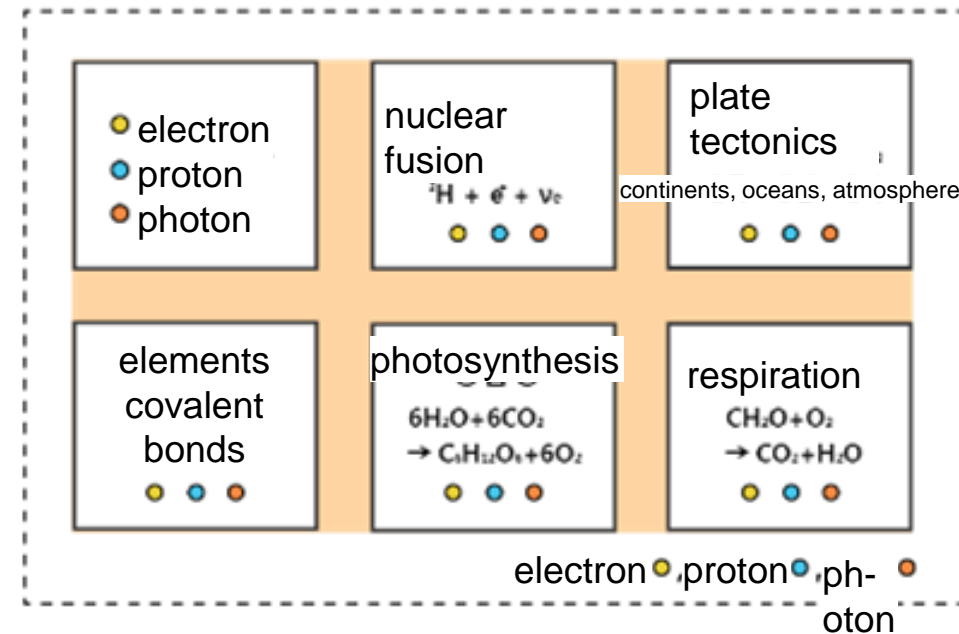 electron
proton
photon
nuclear
fusion
²H + e⁺ + νe
plate
tectonics
continents, oceans, atmosphere
elements
covalent
bonds
photosynthesis
6H₂O+6CO₂
→ C₆H₁₂O₆+6O₂
respiration
CH₂O+O₂
→ CO₂+H₂O
electron , proton , ph-
oton